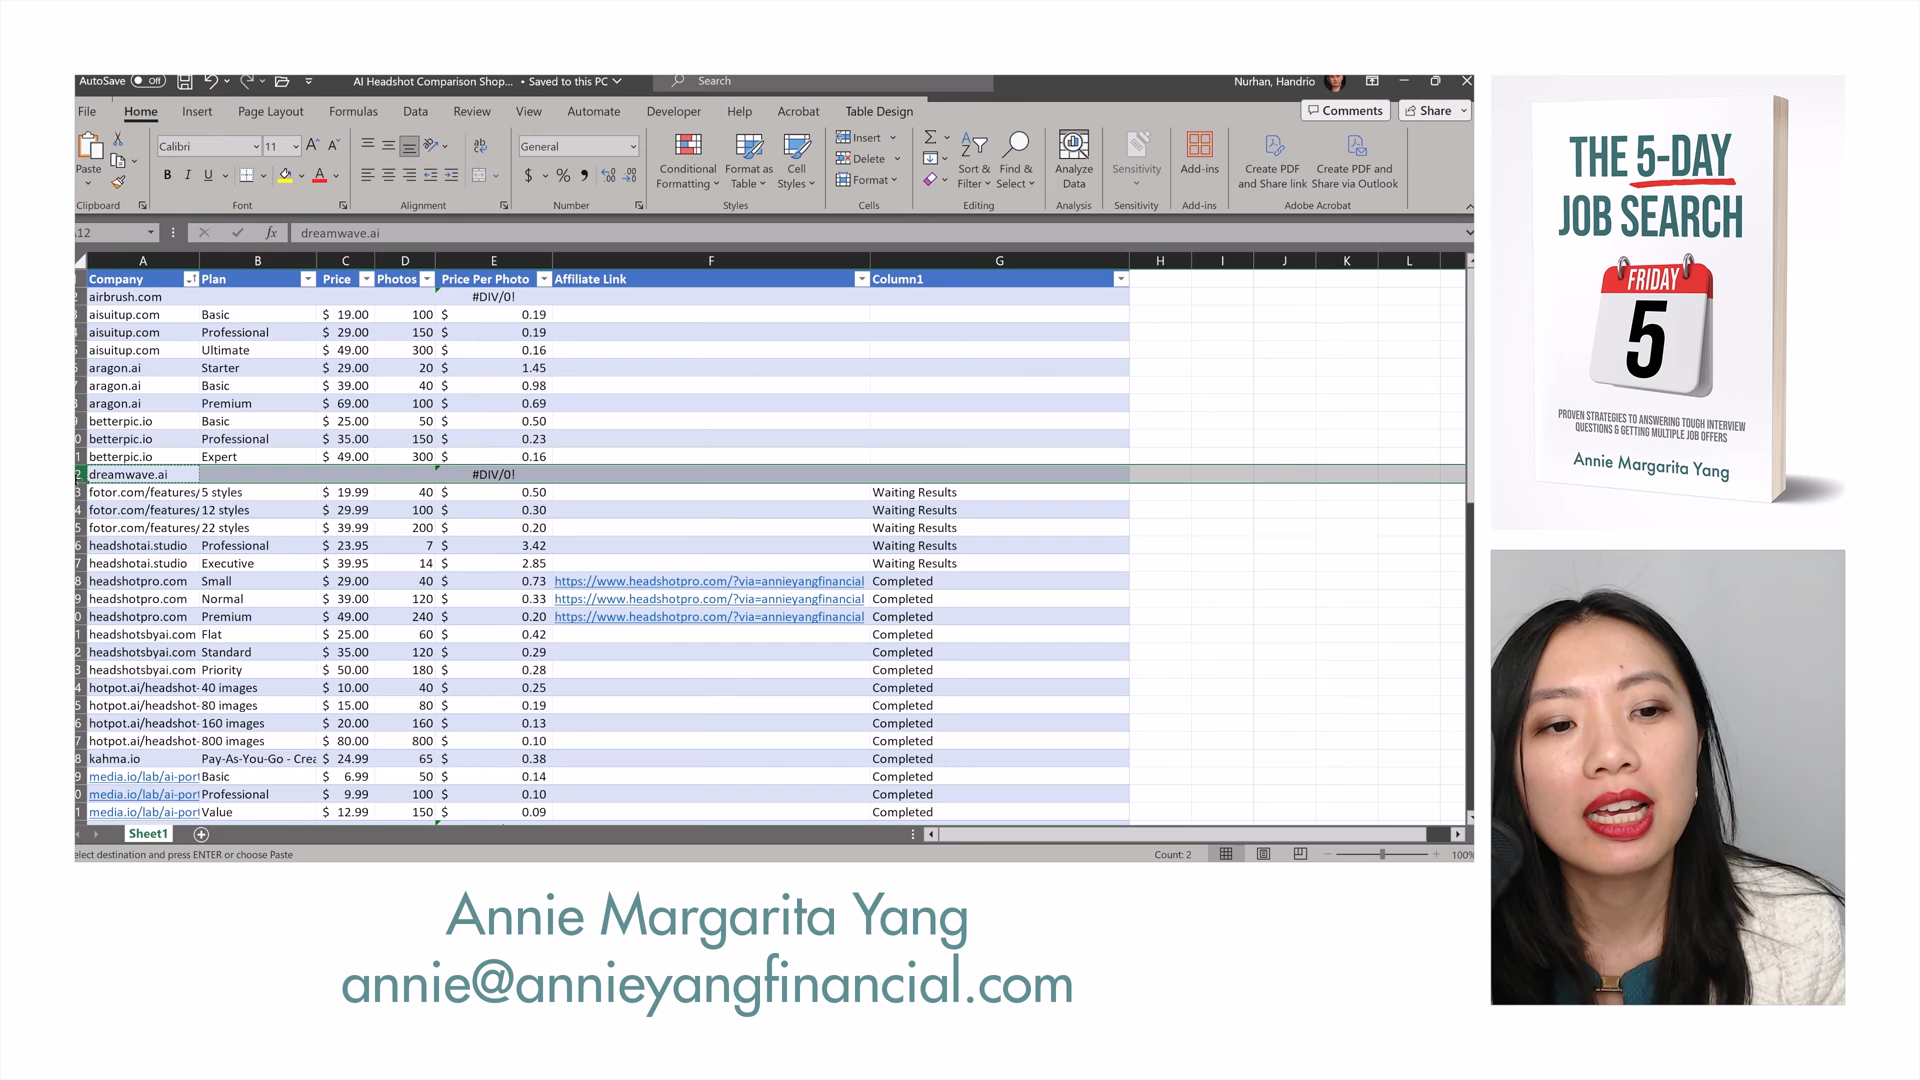 AutoSave Off AI Headshot Comparison Shop... • Saved to this PC Search Nurhan, Handrio
File Home Insert Page Layout Formulas Data Review View Automate Developer Help Acrobat Table Design Comments Share
Paste Calibri 11 General Conditional Formatting Format as Table Cell Styles Insert Delete Format Sort & Filter Find & Select Analyze Data Sensitivity Add-ins Create PDF and Share link Create PDF and Share via Outlook
Clipboard Font Alignment Number Styles Cells Editing Analysis Sensitivity Add-ins Adobe Acrobat
A12 fx dreamwave.ai
A B C D E F G H I J K L
Company Plan Price Photos Price Per Photo Affiliate Link Column1
airbrush.com #DIV/0!
aisuitup.com Basic $ 19.00 100 $ 0.19
aisuitup.com Professional $ 29.00 150 $ 0.19
aisuitup.com Ultimate $ 49.00 300 $ 0.16
aragon.ai Starter $ 29.00 20 $ 1.45
aragon.ai Basic $ 39.00 40 $ 0.98
aragon.ai Premium $ 69.00 100 $ 0.69
betterpic.io Basic $ 25.00 50 $ 0.50
betterpic.io Professional $ 35.00 150 $ 0.23
betterpic.io Expert $ 49.00 300 $ 0.16
dreamwave.ai #DIV/0!
fotor.com/features/ 5 styles $ 19.99 40 $ 0.50 Waiting Results
fotor.com/features/ 12 styles $ 29.99 100 $ 0.30 Waiting Results
fotor.com/features/ 22 styles $ 39.99 200 $ 0.20 Waiting Results
headshotai.studio Professional $ 23.95 7 $ 3.42 Waiting Results
headshotai.studio Executive $ 39.95 14 $ 2.85 Waiting Results
headshotpro.com Small $ 29.00 40 $ 0.73 https://www.headshotpro.com/?via=annieyangfinancial Completed
headshotpro.com Normal $ 39.00 120 $ 0.33 https://www.headshotpro.com/?via=annieyangfinancial Completed
headshotpro.com Premium $ 49.00 240 $ 0.20 https://www.headshotpro.com/?via=annieyangfinancial Completed
headshotsbyai.com Flat $ 25.00 60 $ 0.42 Completed
headshotsbyai.com Standard $ 35.00 120 $ 0.29 Completed
headshotsbyai.com Priority $ 50.00 180 $ 0.28 Completed
hotpot.ai/headshot- 40 images $ 10.00 40 $ 0.25 Completed
hotpot.ai/headshot- 80 images $ 15.00 80 $ 0.19 Completed
hotpot.ai/headshot- 160 images $ 20.00 160 $ 0.13 Completed
hotpot.ai/headshot- 800 images $ 80.00 800 $ 0.10 Completed
kahma.io Pay-As-You-Go - Crea $ 24.99 65 $ 0.38 Completed
media.io/lab/ai-port Basic $ 6.99 50 $ 0.14 Completed
media.io/lab/ai-port Professional $ 9.99 100 $ 0.10 Completed
media.io/lab/ai-port Value $ 12.99 150 $ 0.09 Completed
Sheet1
elect destination and press ENTER or choose Paste Count: 2 100%
THE 5-DAY
JOB SEARCH
FRIDAY
5
PROVEN STRATEGIES TO ANSWERING TOUGH INTERVIEW
QUESTIONS & GETTING MULTIPLE JOB OFFERS
Annie Margarita Yang
Annie Margarita Yang
annie@annieyangfinancial.com